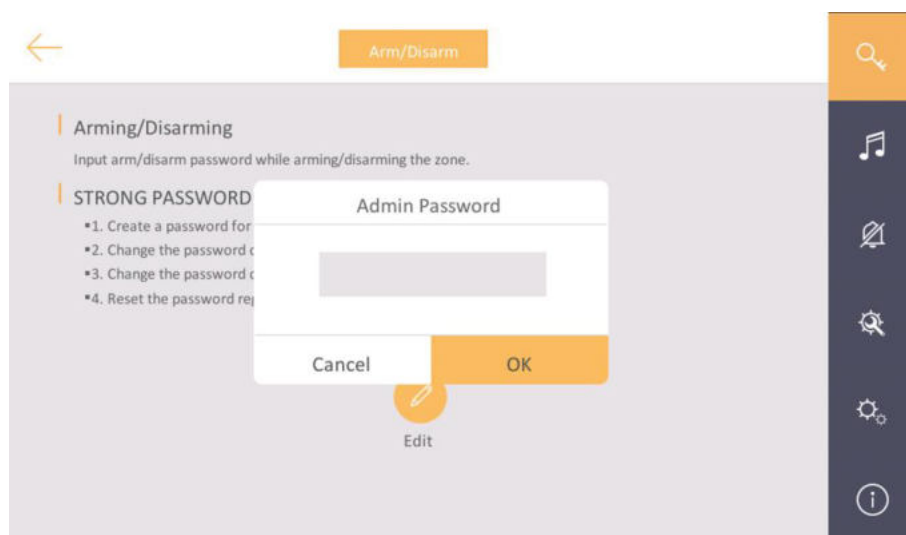 Arm/Disarm
Arming/Disarming
Input arm/disarm password while arming/disarming the zone.
STRONG PASSWORD
▪1. Create a password for
▪2. Change the password
▪3. Change the password
▪4. Reset the password
Admin Password
Cancel
OK
Edit